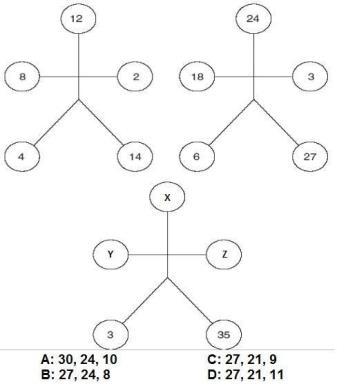 12
24
8
2
18
3
4
14
6
27
X
Y
Z
3
35
A: 30, 24, 10
C: 27, 21, 9
B: 27, 24, 8
D: 27, 21, 11